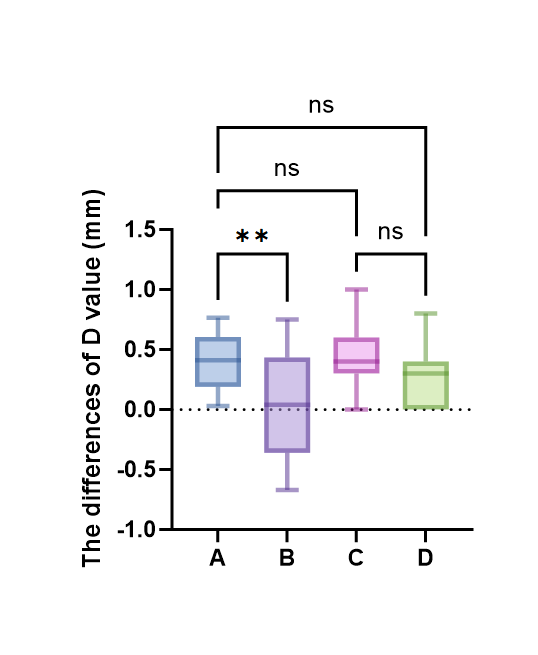 ns
ns
** ns
The differences of D value (mm)
1.5
1.0
0.5
0.0
-0.5
-1.0
A B C D